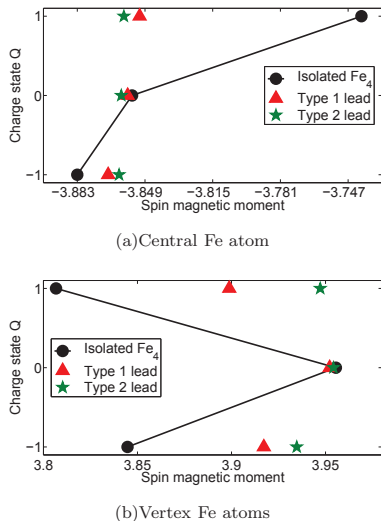 1
0
−1
Charge state Q
Isolated Fe4
Type 1 lead
Type 2 lead
−3.883 −3.849 −3.815 −3.781 −3.747
Spin magnetic moment
(a)Central Fe atom
1
0
−1
Charge state Q
Isolated Fe4
Type 1 lead
Type 2 lead
3.8 3.85 3.9 3.95
Spin magnetic moment
(b)Vertex Fe atoms